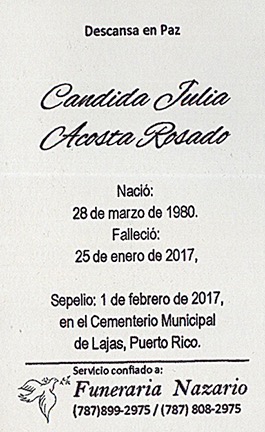 Descansa en Paz
Candida Julia
Acosta Rosado
Nació:
28 de marzo de 1980.
Falleció:
25 de enero de 2017,
Sepelio: 1 de febrero de 2017,
en el Cementerio Municipal
de Lajas, Puerto Rico.
Servicio confiado a:
Funeraria Nazario
(787)899-2975 / (787) 808-2975